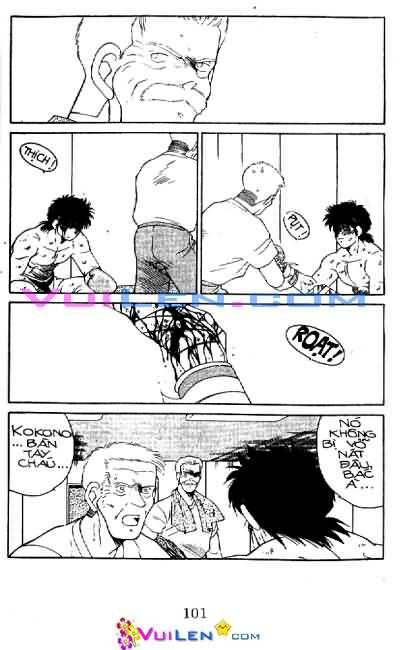 THỊCH!
PỤT!
VUILEN.COM
ROẠT!
KOKONO
... BÀN
TAY
CHÁU...
NÓ
KHÔNG
BỊ VỠ
NÁT
ĐÂU,
BÁC
Ạ...
101
VUILEN.COM